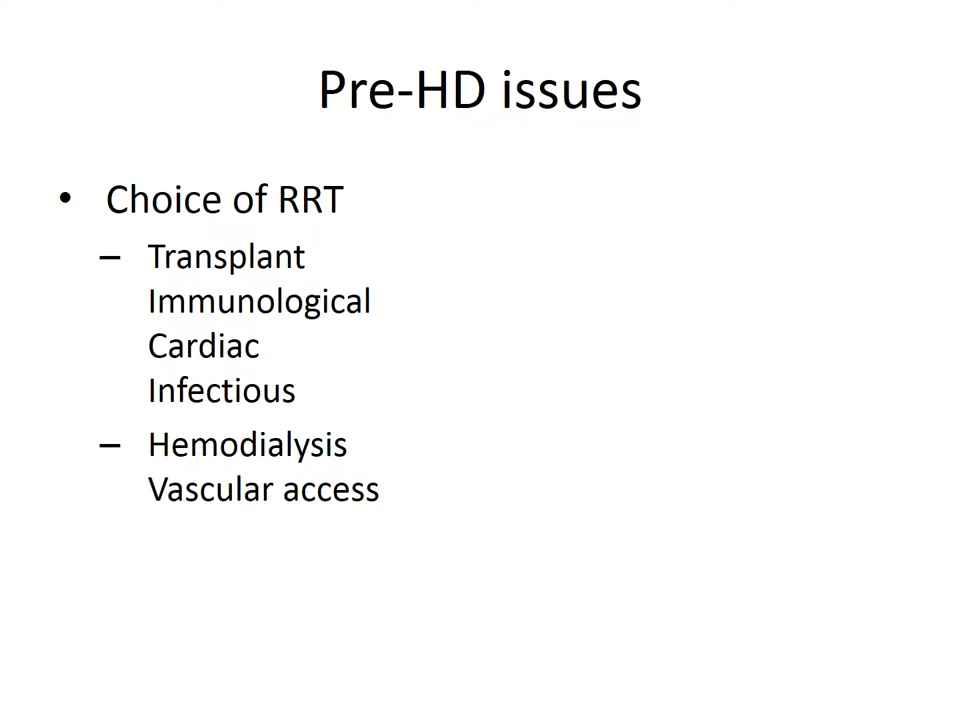 Pre-HD issues
• Choice of RRT
– Transplant
Immunological
Cardiac
Infectious
– Hemodialysis
Vascular access